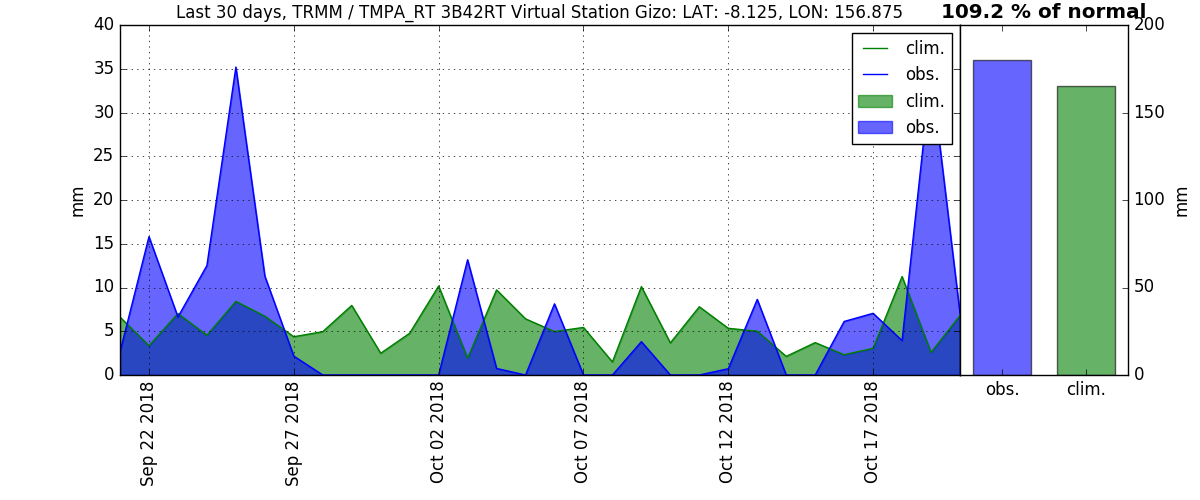 Last 30 days, TRMM / TMPA_RT 3B42RT Virtual Station Gizo: LAT: -8.125, LON: 156.875
109.2 % of normal
40
35
30
25
20
15
10
5
0
mm
clim.
obs.
clim.
obs.
200
150
100
50
0
mm
Sep 22 2018
Sep 27 2018
Oct 02 2018
Oct 07 2018
Oct 12 2018
Oct 17 2018
obs.
clim.